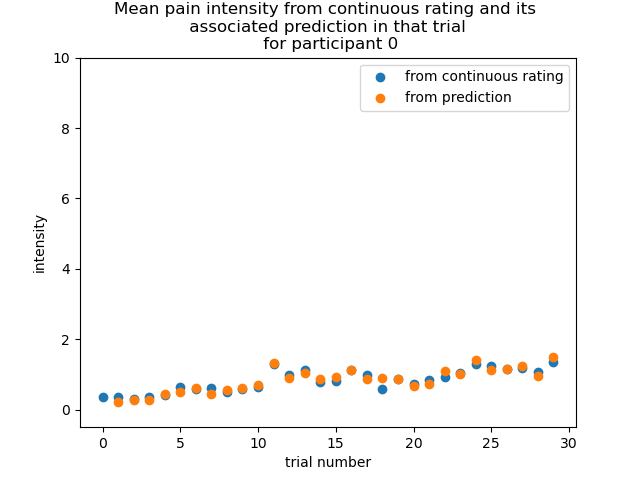 Mean pain intensity from continuous rating and its
associated prediction in that trial
for participant 0
10
8
6
4
2
0
intensity
from continuous rating
from prediction
0 5 10 15 20 25 30
trial number